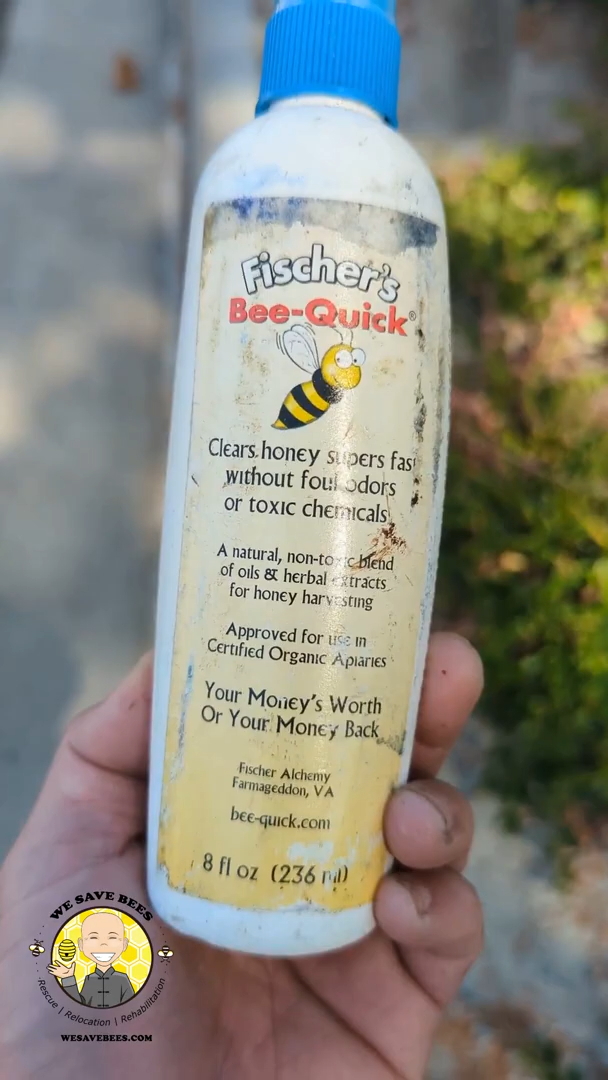 Fischer's
Bee-Quick®
Clears honey supers fast
without foul odors
or toxic chemicals
A natural, non-toxic blend
of oils & herbal extracts
for honey harvesting
Approved for use in
Certified Organic Apiaries
Your Money's Worth
Or Your Money Back
Fischer Alchemy
Farmageddon, VA
bee-quick.com
8 fl oz (236 ml)
WE SAVE BEES
Rescue | Relocation | Rehabilitation
WESAVEBEES.COM